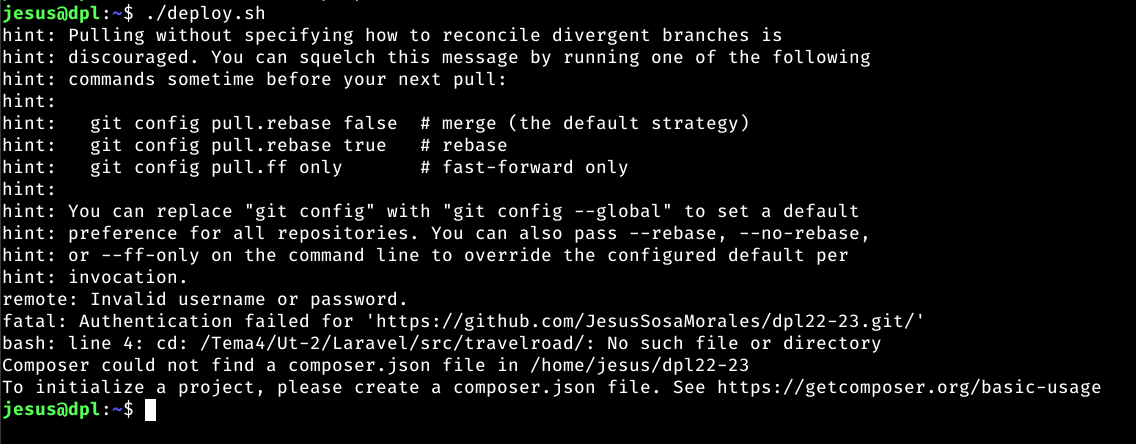 jesus@dpl:~$ ./deploy.sh
hint: Pulling without specifying how to reconcile divergent branches is
hint: discouraged. You can squelch this message by running one of the following
hint: commands sometime before your next pull:
hint:
hint:   git config pull.rebase false  # merge (the default strategy)
hint:   git config pull.rebase true   # rebase
hint:   git config pull.ff only       # fast-forward only
hint:
hint: You can replace "git config" with "git config --global" to set a default
hint: preference for all repositories. You can also pass --rebase, --no-rebase,
hint: or --ff-only on the command line to override the configured default per
hint: invocation.
remote: Invalid username or password.
fatal: Authentication failed for 'https://github.com/JesusSosaMorales/dpl22-23.git/'
bash: line 4: cd: /Tema4/Ut-2/Laravel/src/travelroad/: No such file or directory
Composer could not find a composer.json file in /home/jesus/dpl22-23
To initialize a project, please create a composer.json file. See https://getcomposer.org/basic-usage
jesus@dpl:~$